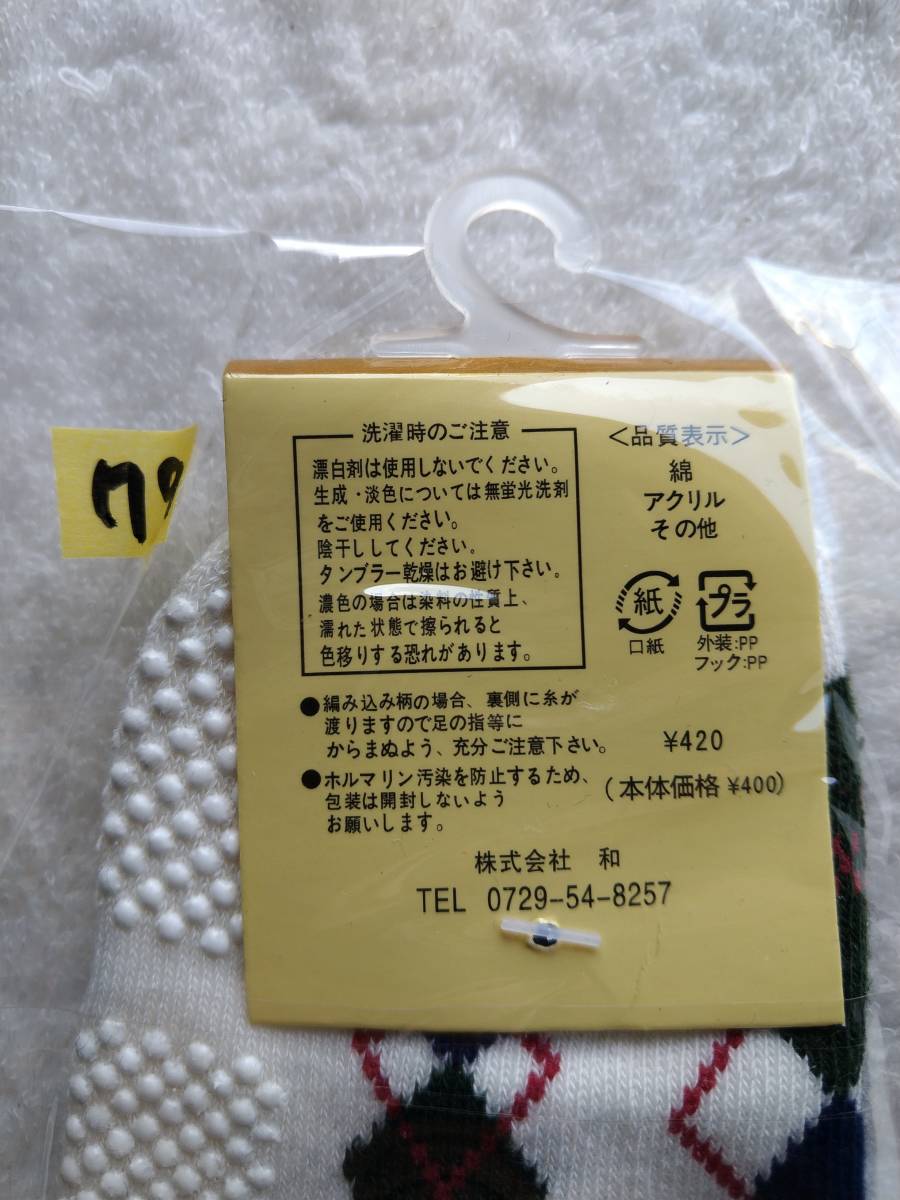 79
洗濯時のご注意
漂白剤は使用しないでください。
生成・淡色については無蛍光洗剤
をご使用ください。
陰干ししてください。
タンブラー乾燥はお避け下さい。
濃色の場合は染料の性質上、
濡れた状態で擦られると
色移りする恐れがあります。
<品質表示>
綿
アクリル
その他
紙
口紙
プラ
外装:PP
フック:PP
●編み込み柄の場合、裏側に糸が
渡りますので足の指等に
からまぬよう、充分ご注意下さい。
●ホルマリン汚染を防止するため、
包装は開封しないよう
お願いします。
¥420
(本体価格 ¥400)
株式会社 和
TEL 0729-54-8257